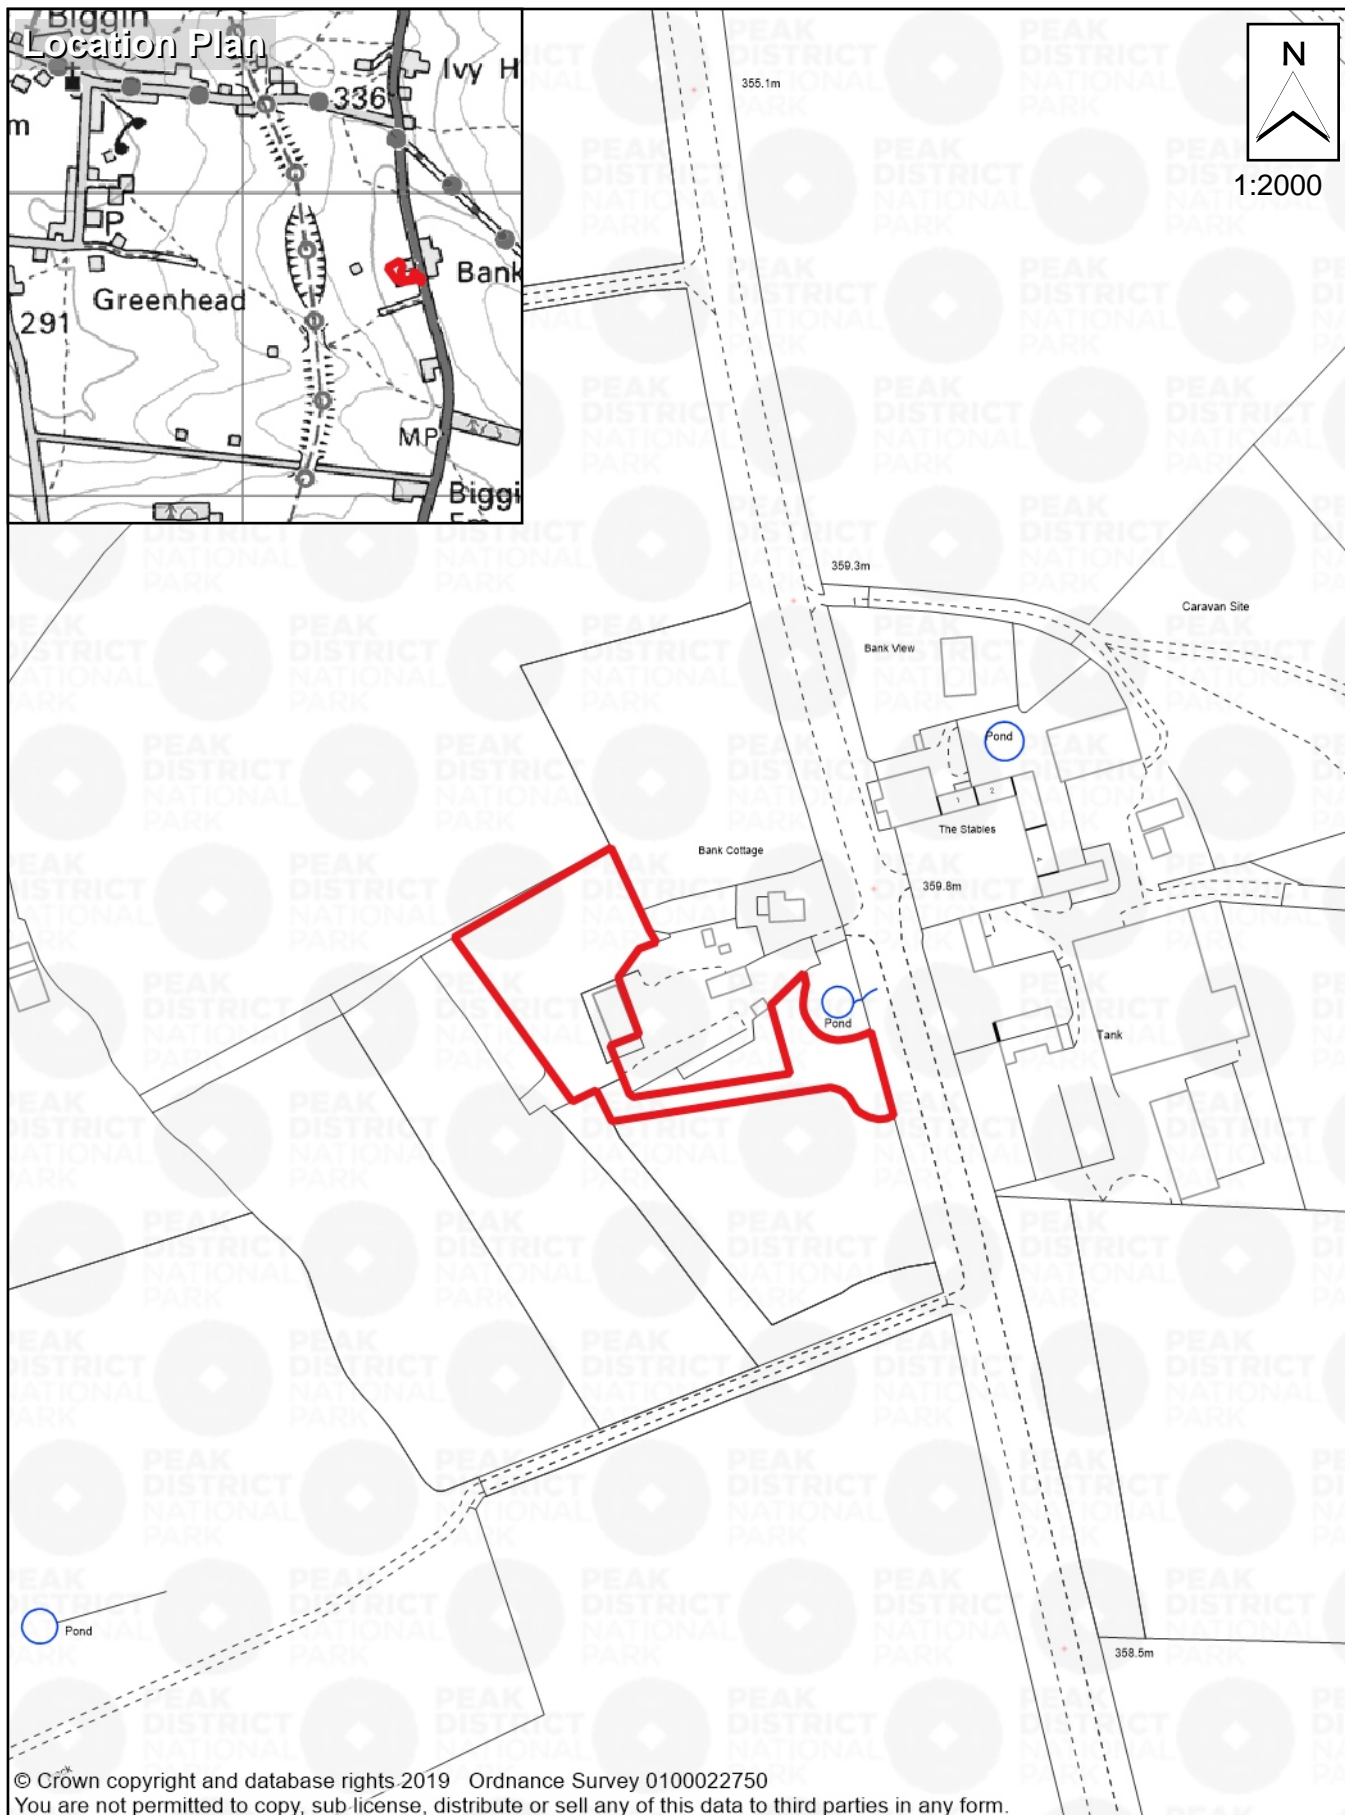 Biggin
Location Plan
Ivy H
336
m
P
Bank
Greenhead
291
MP
Biggi
N
1:2000
355.1m
359.3m
Caravan Site
Bank View
Pond
1
2
The Stables
Bank Cottage
359.8m
Pond
Tank
Pond
358.5m
© Crown copyright and database rights 2019 Ordnance Survey 0100022750
You are not permitted to copy, sub license, distribute or sell any of this data to third parties in any form.
PEAK
DISTRICT
NATIONAL
PARK